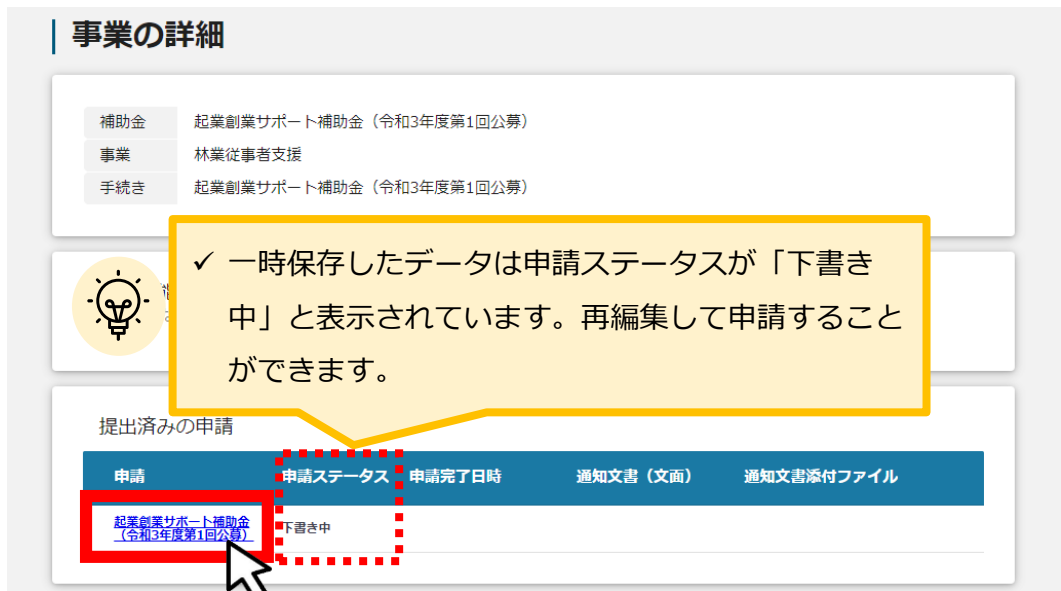 事業の詳細
補助金 起業創業サポート補助金（令和3年度第1回公募）
事業 林業従事者支援
手続き 起業創業サポート補助金（令和3年度第1回公募）
✓ 一時保存したデータは申請ステータスが「下書き
中」と表示されています。再編集して申請すること
ができます。
提出済みの申請
申請 申請ステータス 申請完了日時 通知文書（文面） 通知文書添付ファイル
起業創業サポート補助金
（令和3年度第1回公募） 下書き中